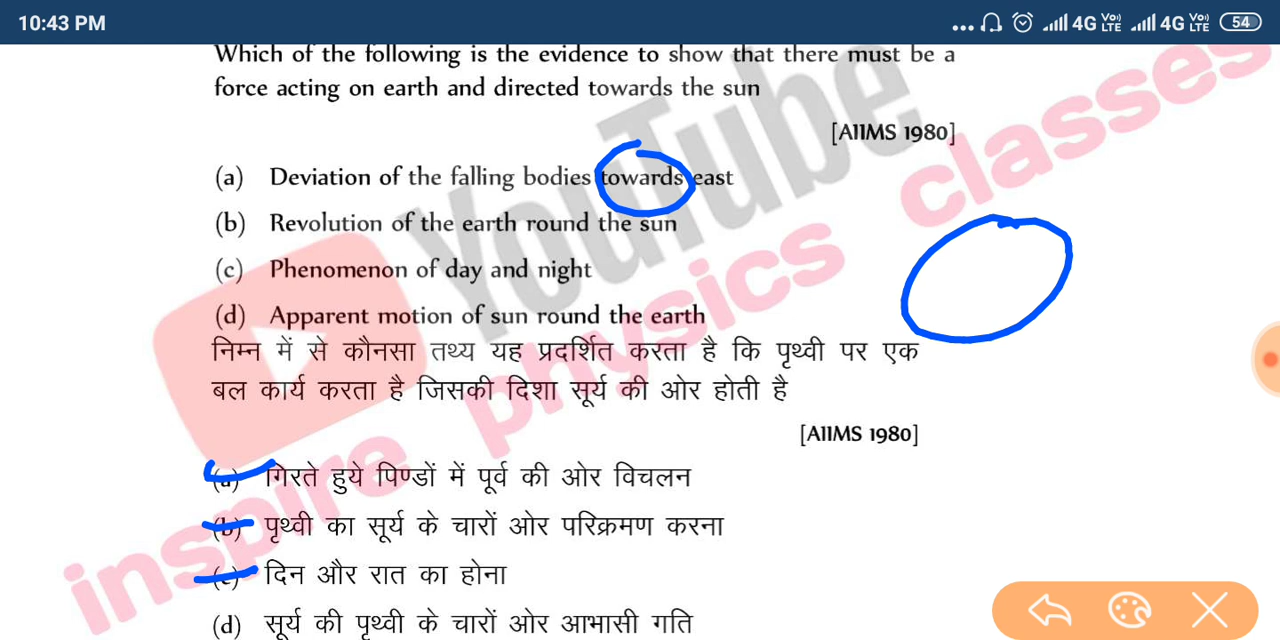 10:43 PM
... 4G Vo) LTE 4G Vo) LTE 54
Which of the following is the evidence to show that there must be a
force acting on earth and directed towards the sun
[AIIMS 1980]
(a) Deviation of the falling bodies towards east
(b) Revolution of the earth round the sun
(c) Phenomenon of day and night
(d) Apparent motion of sun round the earth
निम्न में से कौनसा तथ्य यह प्रदर्शित करता है कि पृथ्वी पर एक
बल कार्य करता है जिसकी दिशा सूर्य की ओर होती है
[AIIMS 1980]
(a) गिरते हुये पिण्डों में पूर्व की ओर विचलन
(b) पृथ्वी का सूर्य के चारों ओर परिक्रमण करना
(c) दिन और रात का होना
(d) सूर्य की पृथ्वी के चारों ओर आभासी गति
YouTube
inspire physics classes